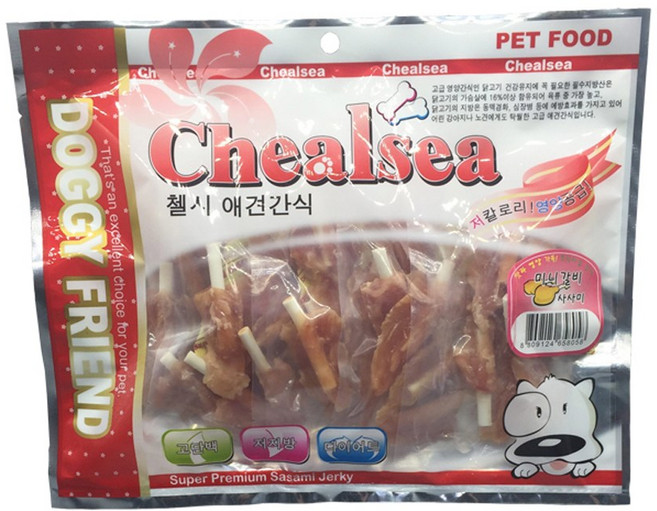 PET FOOD
Chealsea
Chealsea
Chealsea
Chealsea
고급 영양간식인 닭고기 건강유지에 꼭 필요한 필수지방산은
닭고기의 가슴살에 16%이상 함유되어 육류 중 가장 높고,
닭고기의 지방은 동맥경화, 심장병 등에 예방효과를 가지고 있어
어린 강아지나 노견에게도 탁월한 고급 애견간식입니다.
Chealsea
첼시 애견간식
저칼로리! 영양공급!
DOGGY FRIEND
That's an excellent choice for your pet.
미니갈비
사사미
8 809124 658058
고단백
저지방
다이어트
Super Premium Sasami Jerky